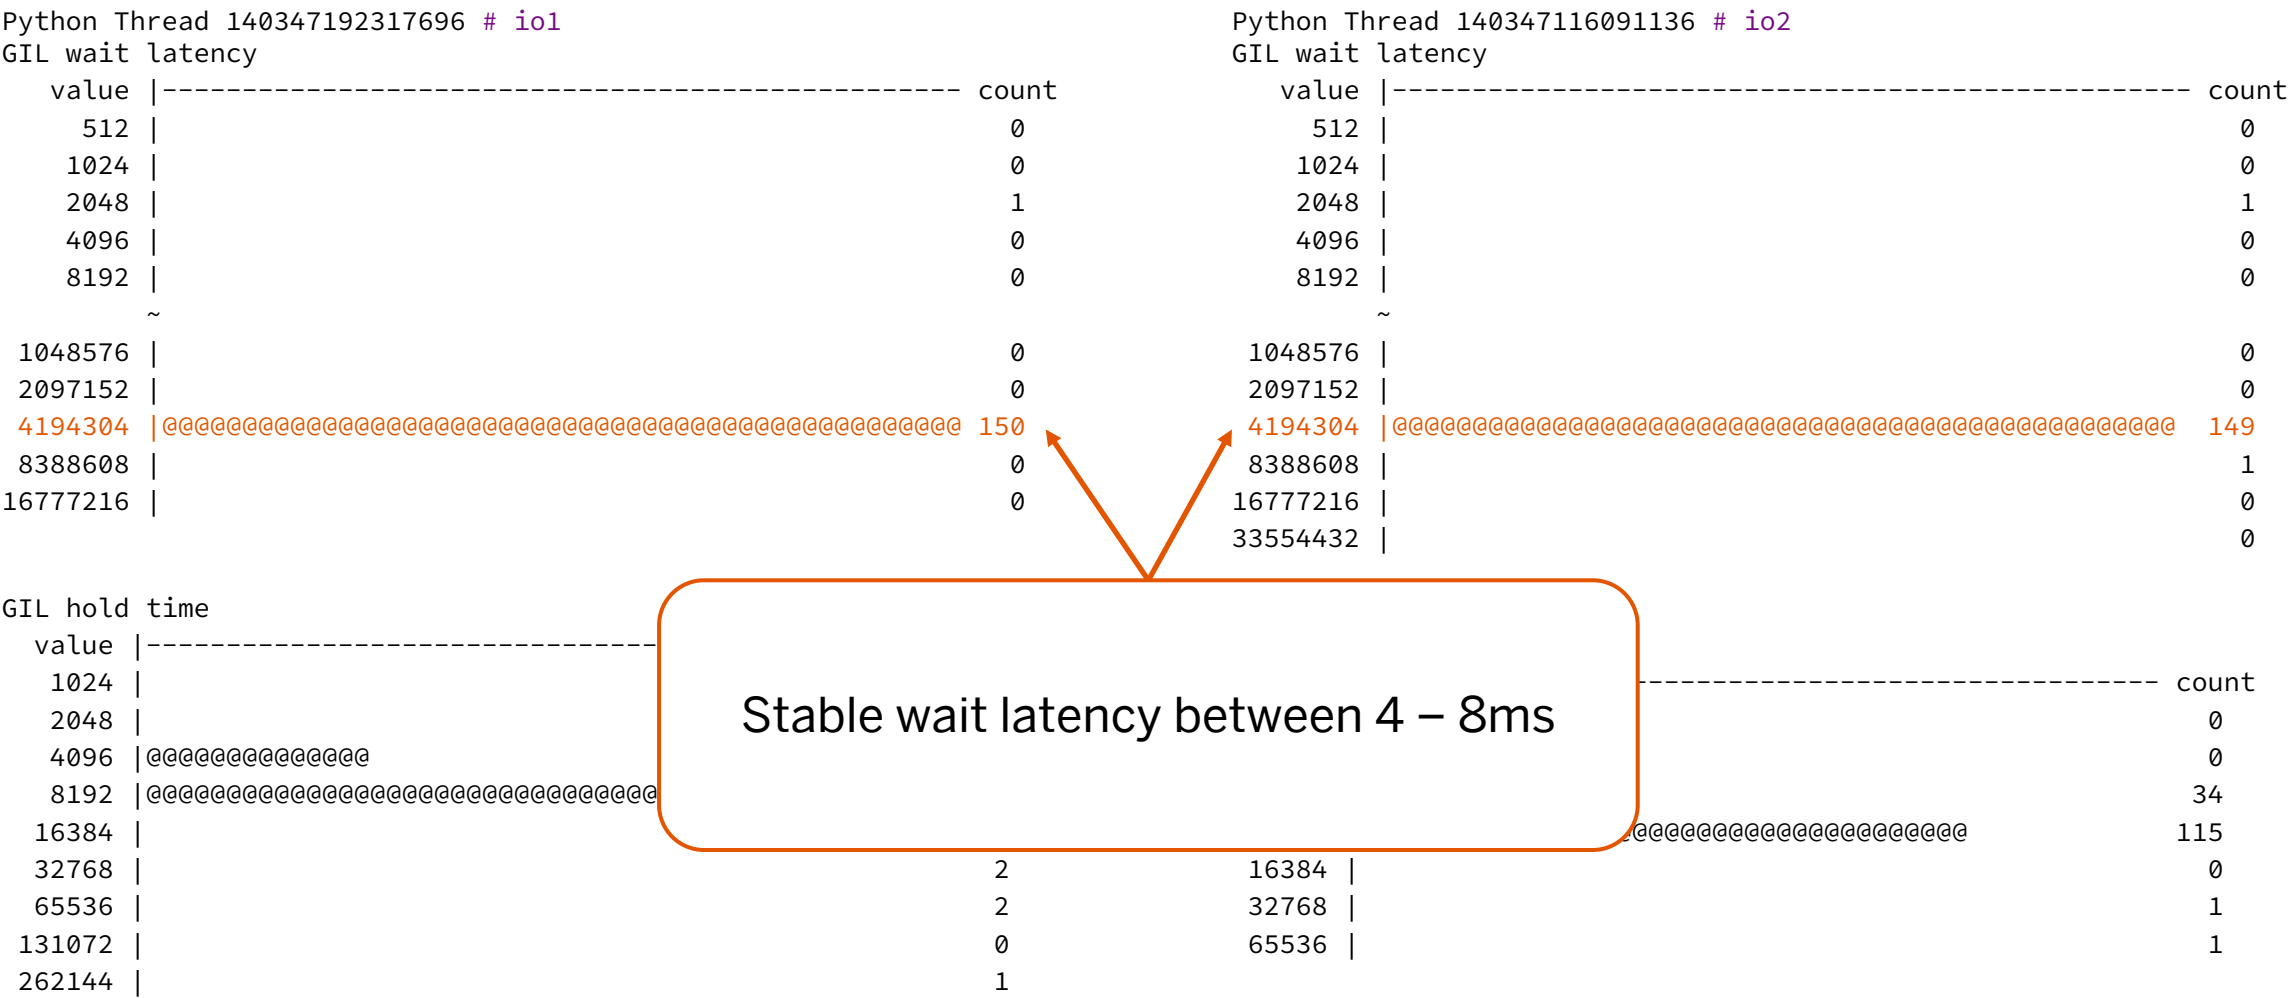 Python Thread 140347192317696 # io1
GIL wait latency
value |-------------------------------------------------- count
512 | 0
1024 | 0
2048 | 1
4096 | 0
8192 | 0
~
1048576 | 0
2097152 | 0
4194304 |@@@@@@@@@@@@@@@@@@@@@@@@@@@@@@@@@@@@@@@@@@@@@@@@@@ 150
8388608 | 0
16777216 | 0
GIL hold time
value |--------------------------------
1024 |
2048 |
4096 |@@@@@@@@@@@@@@
8192 |@@@@@@@@@@@@@@@@@@@@@@@@@@@@@@@@
16384 |
32768 | 2
65536 | 2
131072 | 0
262144 | 1
Python Thread 140347116091136 # io2
GIL wait latency
value |-------------------------------------------------- count
512 | 0
1024 | 0
2048 | 1
4096 | 0
8192 | 0
~
1048576 | 0
2097152 | 0
4194304 |@@@@@@@@@@@@@@@@@@@@@@@@@@@@@@@@@@@@@@@@@@@@@@@@@ 149
8388608 | 1
16777216 | 0
33554432 | 0
--------------------------------- count
0
0
34
@@@@@@@@@@@@@@@@@@@@@ 115
16384 | 0
32768 | 1
65536 | 1
Stable wait latency between 4 – 8ms